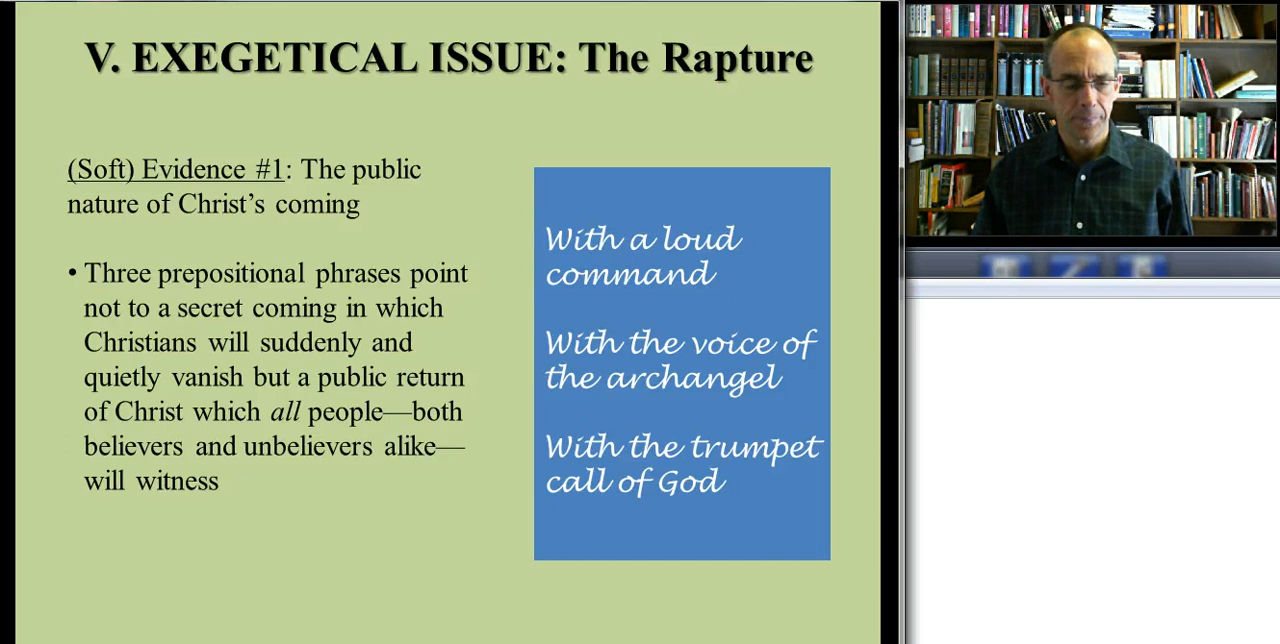 V. EXEGETICAL ISSUE: The Rapture
(Soft) Evidence #1: The public
nature of Christ’s coming
• Three prepositional phrases point
not to a secret coming in which
Christians will suddenly and
quietly vanish but a public return
of Christ which all people—both
believers and unbelievers alike—
will witness
With a loud
command
With the voice of
the archangel
With the trumpet
call of God